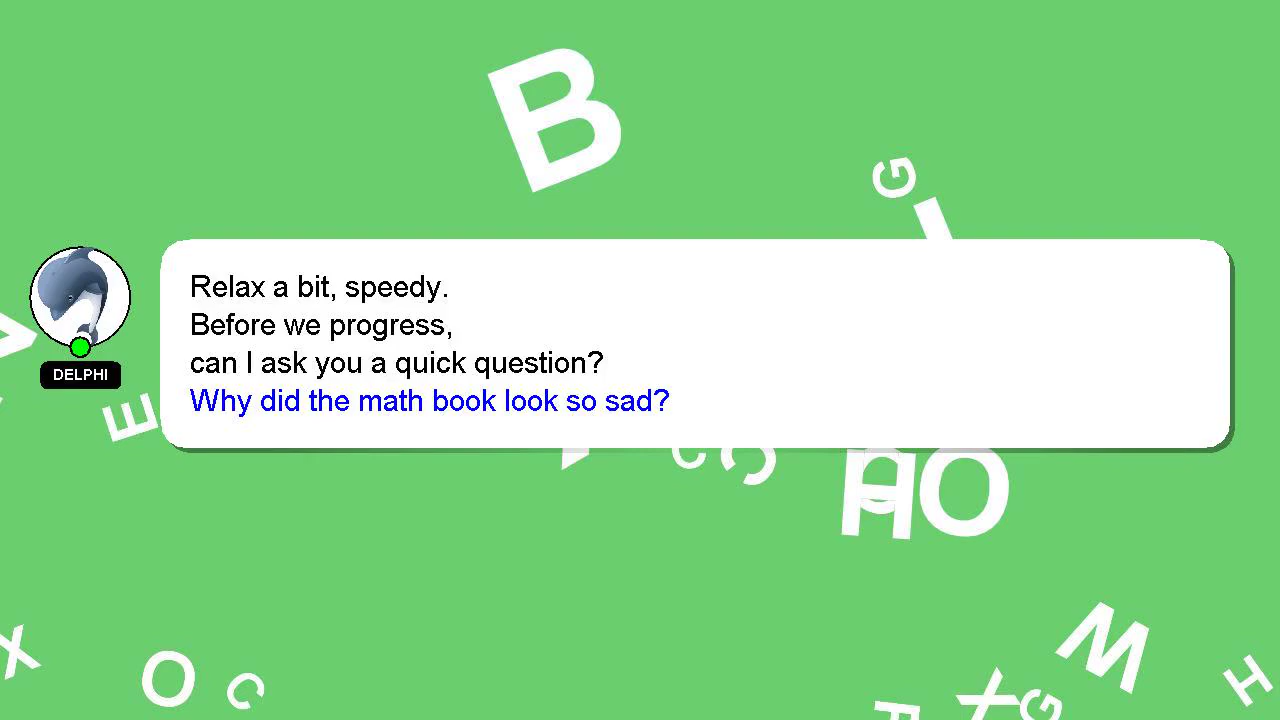 B
G
Relax a bit, speedy.
Before we progress,
can I ask you a quick question?
Why did the math book look so sad?
DELPHI
E
C
C
H
O
X
O
C
M
H
X
G